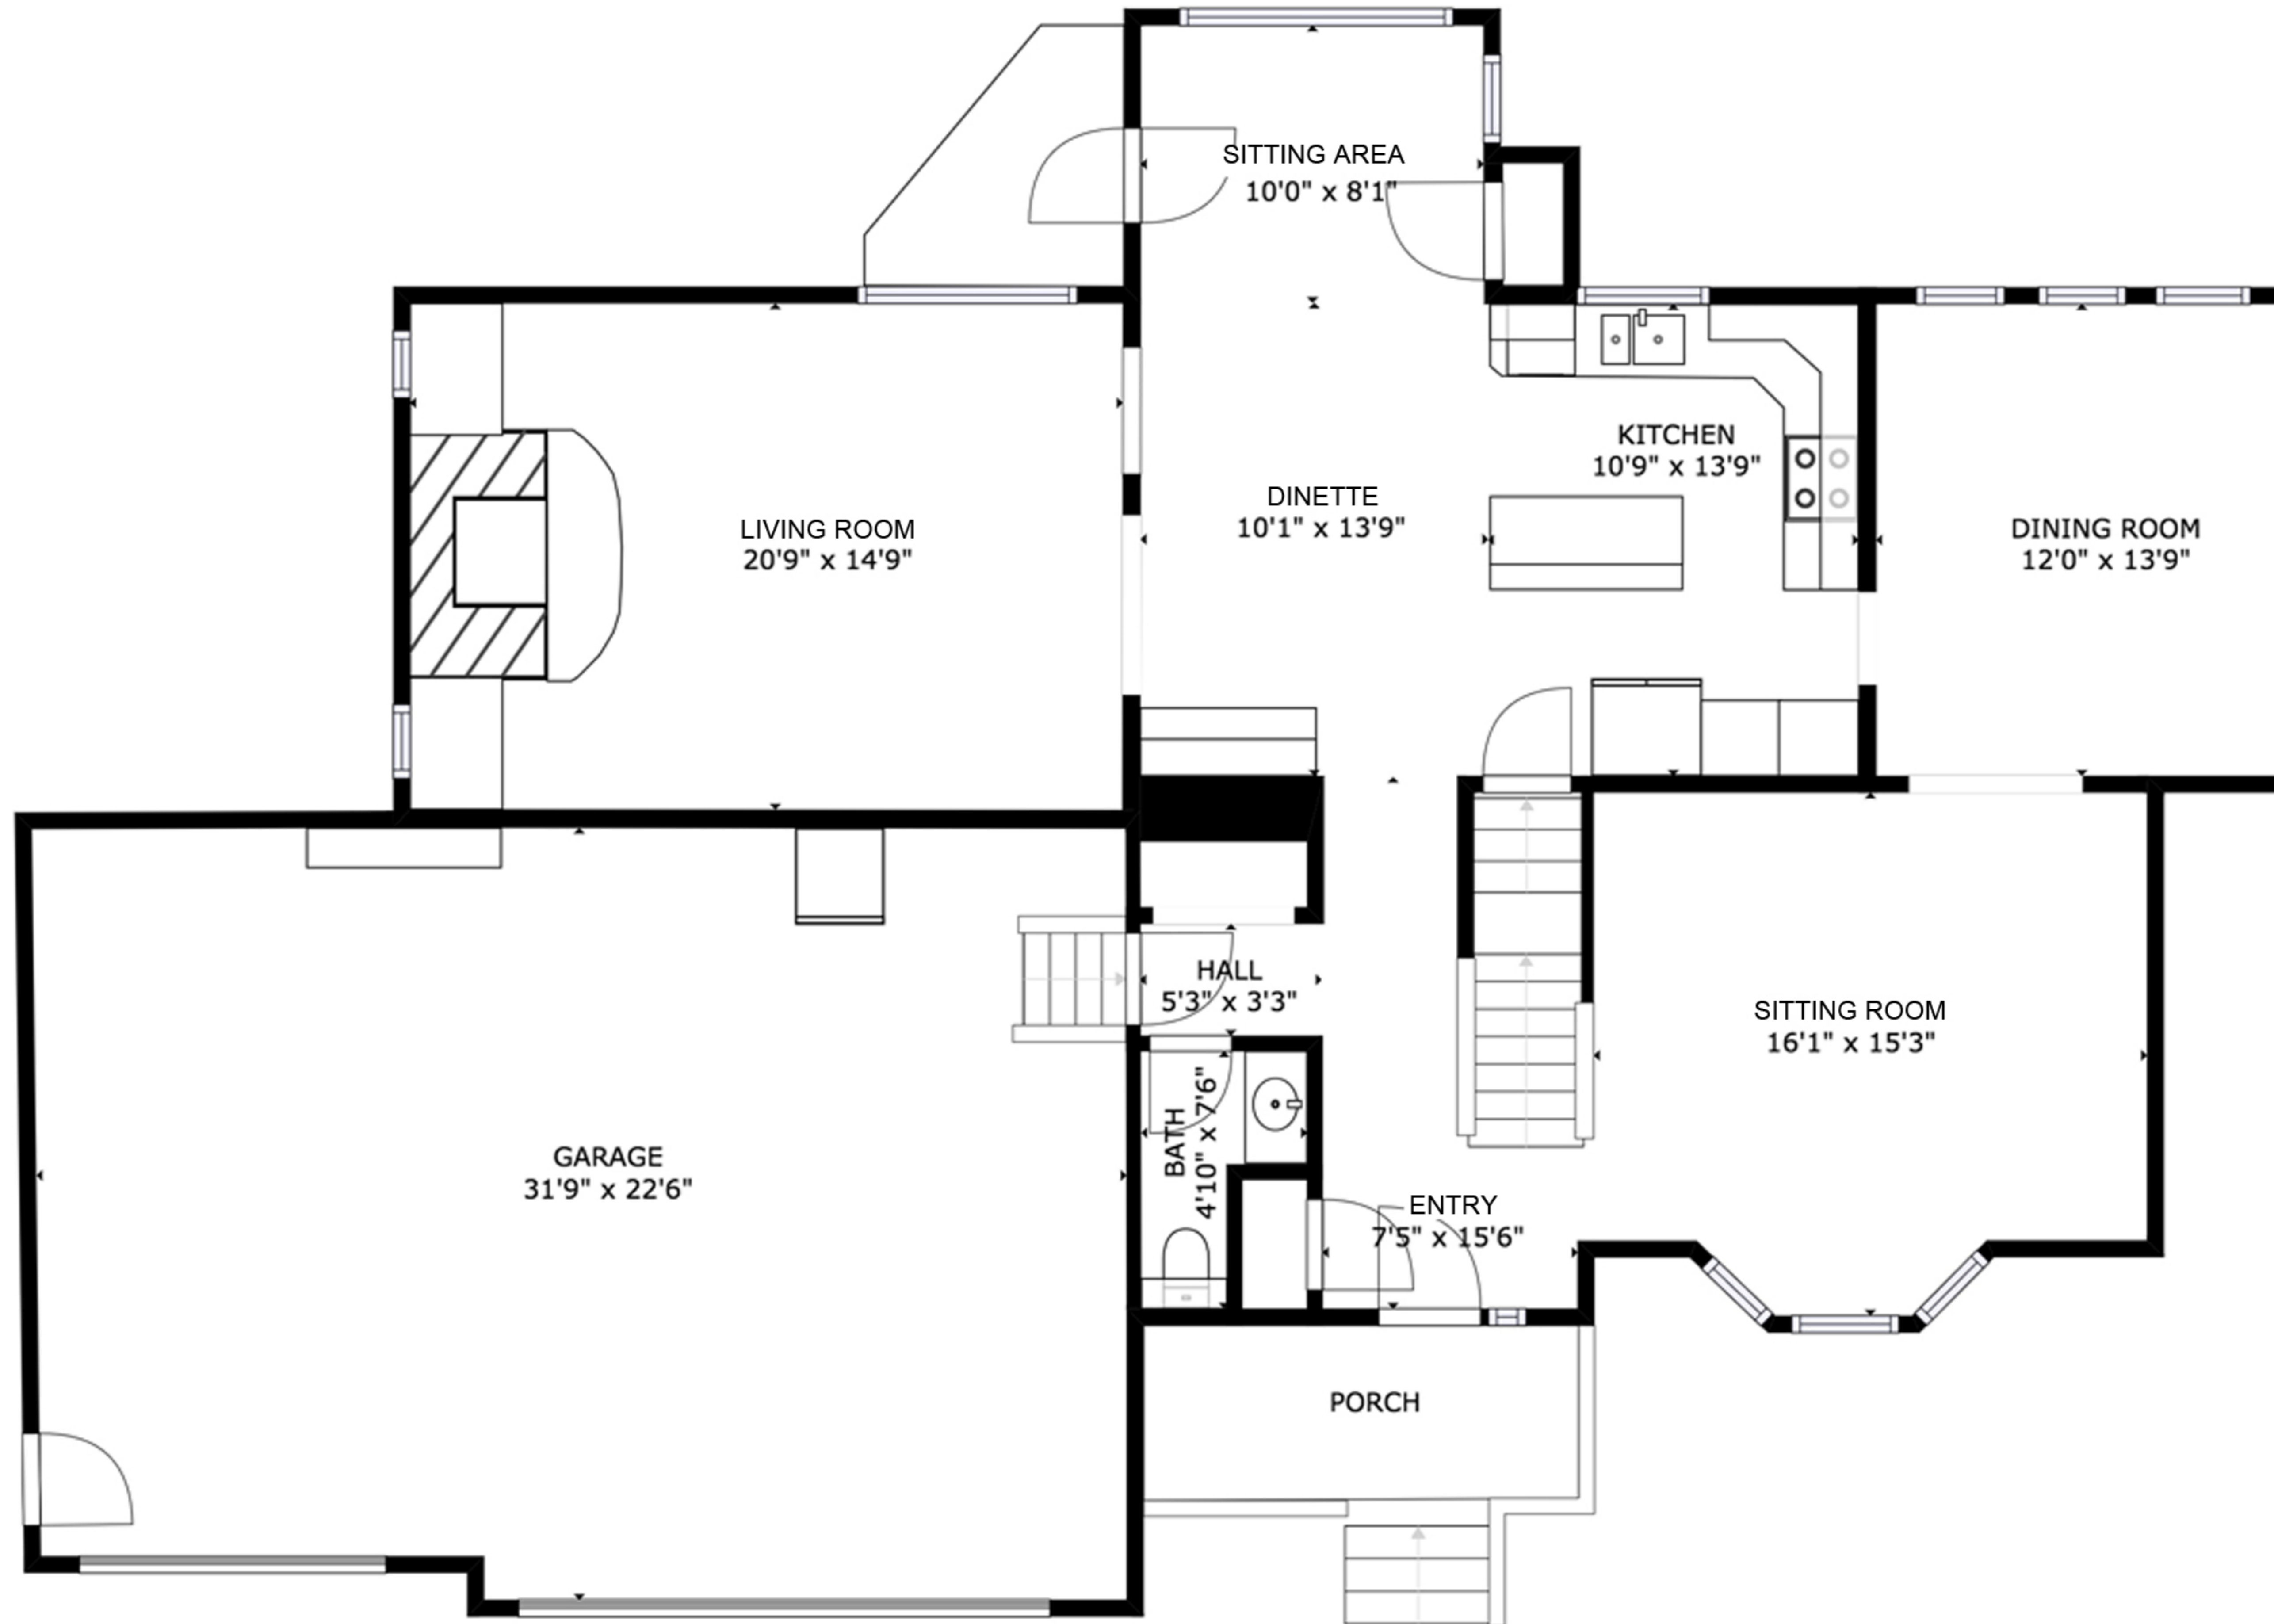 SITTING AREA
10'0" x 8'1"
KITCHEN
10'9" x 13'9"
DINETTE
10'1" x 13'9"
LIVING ROOM
20'9" x 14'9"
DINING ROOM
12'0" x 13'9"
HALL
5'3" x 3'3"
SITTING ROOM
16'1" x 15'3"
BATH
4'10" x 7'6"
GARAGE
31'9" x 22'6"
ENTRY
7'5" x 15'6"
PORCH